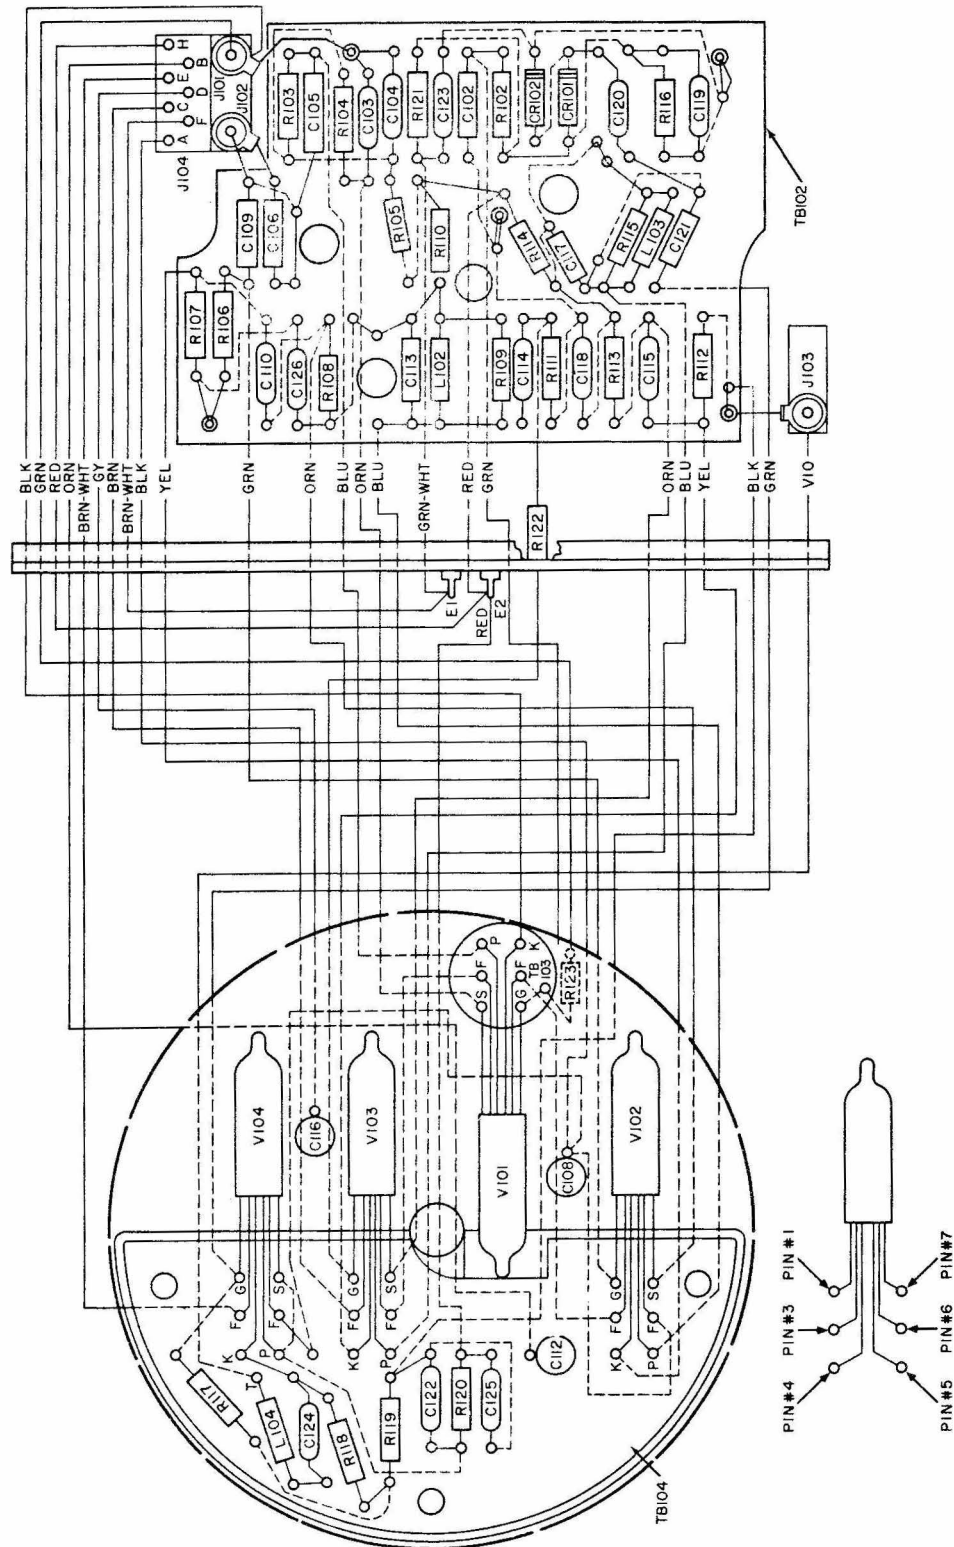 H
B
E
D
C
F
A
J104
J101
J102
R103
C105
R104
C103
C104
R121
C123
C102
R102
CR102
CR101
C120
R116
C119
TB102
C109
C106
R105
R110
R114
C117
R115
L103
C121
R107
R106
C110
C126
R108
C113
L102
R109
C114
R111
C118
R113
C115
R112
J103
BLK
GRN
RED
ORN
BRN-WHT
GY
BRN
BRN-WHT
BLK
YEL
GRN
ORN
BLU
ORN
BLU
GRN-WHT
RED
GRN
R122
ORN
BLU
YEL
BLK
GRN
VIO
E1
RED
E2
P
K
F
F
S
G
TB
103
R123
V104
C116
V103
V101
C108
V102
G
S
F
F
K
P
G
S
F
F
K
P
G
S
F
F
K
P
T
R117
L104
C124
R118
R119
C122
R120
C125
C112
TB104
PIN #1
PIN #3
PIN #4
PIN #7
PIN #6
PIN #5